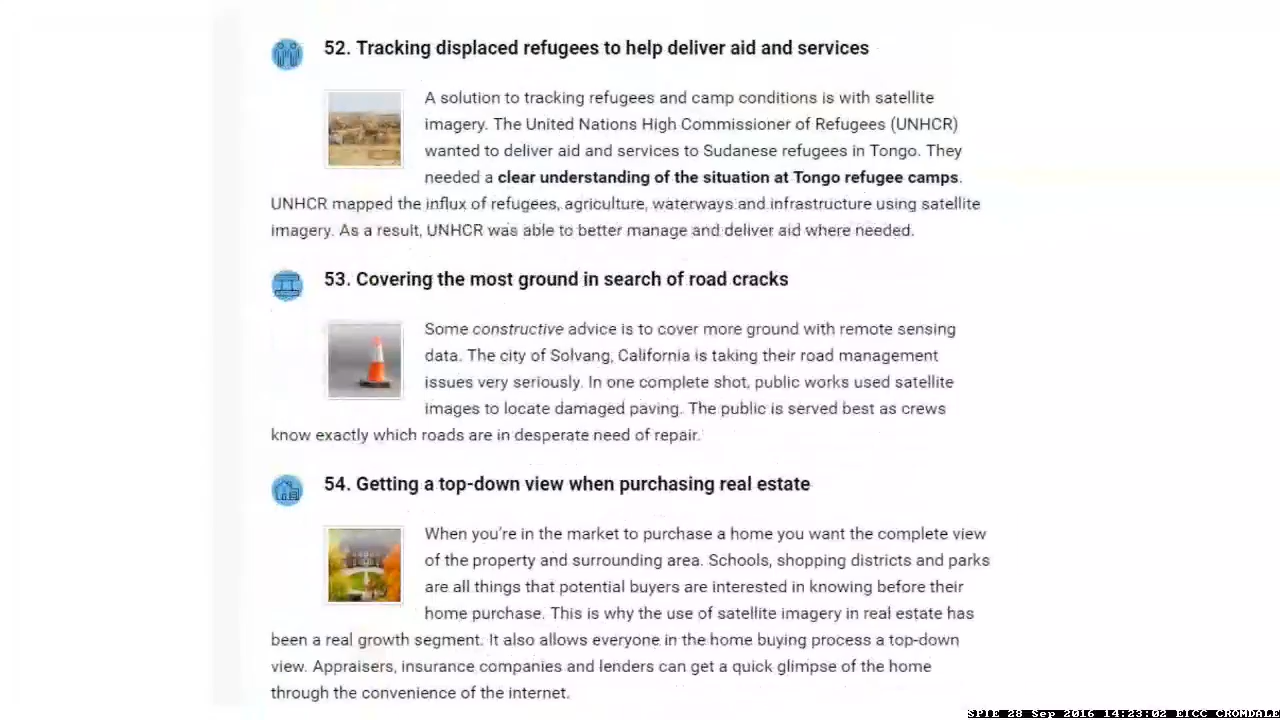 52. Tracking displaced refugees to help deliver aid and services
A solution to tracking refugees and camp conditions is with satellite
imagery. The United Nations High Commissioner of Refugees (UNHCR)
wanted to deliver aid and services to Sudanese refugees in Tongo. They
needed a clear understanding of the situation at Tongo refugee camps.
UNHCR mapped the influx of refugees, agriculture, waterways and infrastructure using satellite
imagery. As a result, UNHCR was able to better manage and deliver aid where needed.
53. Covering the most ground in search of road cracks
Some constructive advice is to cover more ground with remote sensing
data. The city of Solvang, California is taking their road management
issues very seriously. In one complete shot, public works used satellite
images to locate damaged paving. The public is served best as crews
know exactly which roads are in desperate need of repair.
54. Getting a top-down view when purchasing real estate
When you're in the market to purchase a home you want the complete view
of the property and surrounding area. Schools, shopping districts and parks
are all things that potential buyers are interested in knowing before their
home purchase. This is why the use of satellite imagery in real estate has
been a real growth segment. It also allows everyone in the home buying process a top-down
view. Appraisers, insurance companies and lenders can get a quick glimpse of the home
through the convenience of the internet.
SPIE 28 Sep 2016 14:23:02 EICC CROMDALE